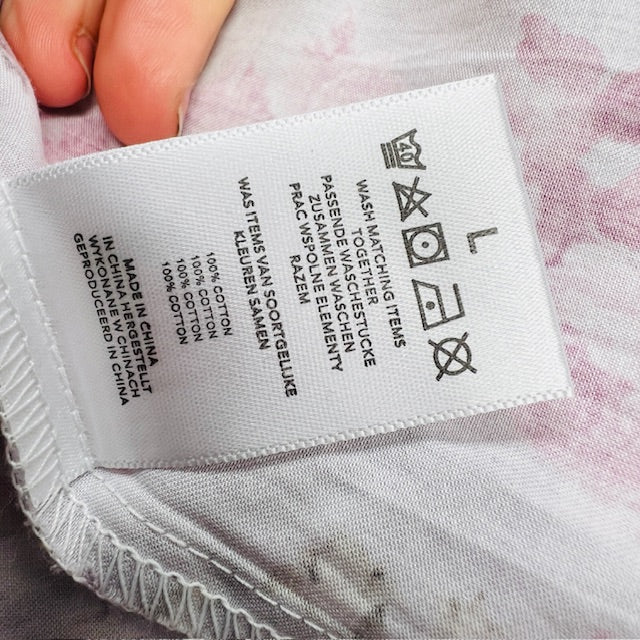 L
40
WASH MATCHING ITEMS
TOGETHER
PASSENDE WASCHESTUCKE
ZUSAMMEN WASCHEN
PRAC WSPOLNE ELEMENTY
RAZEM
WAS ITEMS VAN SOORTGELIJKE
KLEUREN SAMEN
100% COTTON
100% COTTON
100% COTTON
100% COTTON
MADE IN CHINA
IN CHINA HERGESTELLT
WYKONANE W CHINACH
GEPRODUCEERD IN CHINA